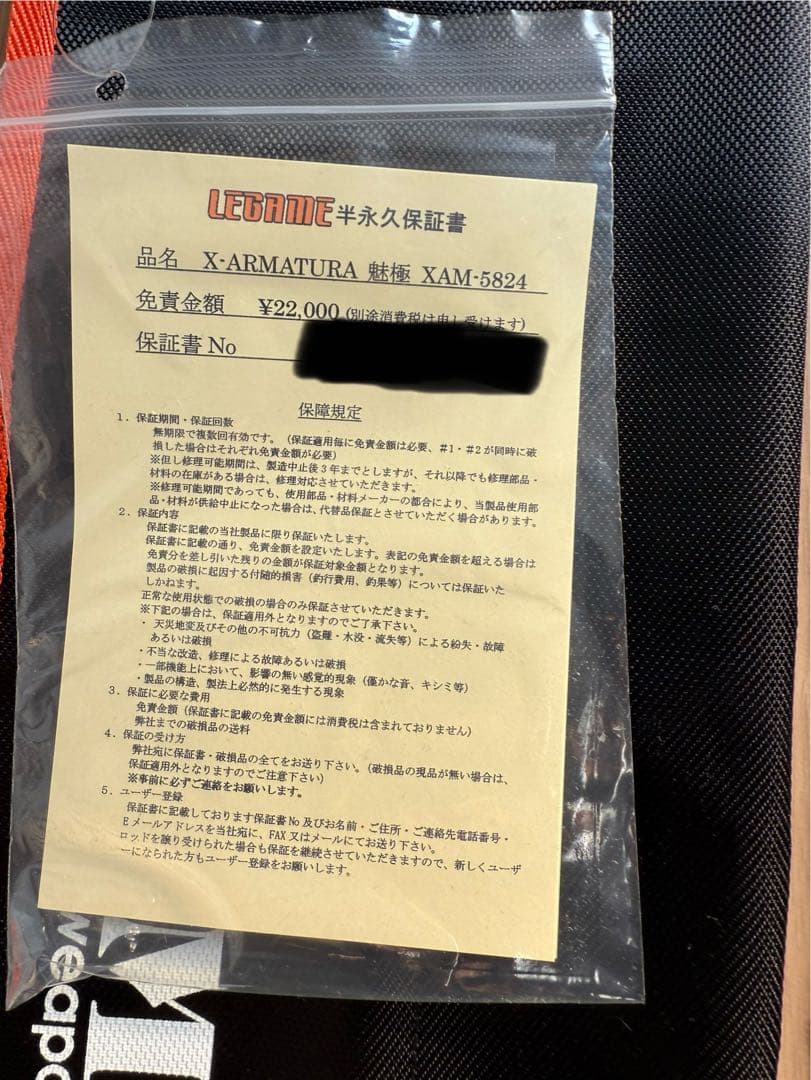 LEGAME 半永久保証書
品名 X-ARMATURA 魅極 XAM-5824
免責金額 ¥22,000 (別途消費税は申し受けます)
保証書 No
保障規定
1. 保証期間・保証回数
無期限で複数回有効です。(保証適用毎に免責金額は必要、#1・#2が同時に破
損した場合はそれぞれ免責金額が必要)
※但し修理可能期間は、製造中止後3年までとしますが、それ以降でも修理部品・
材料の在庫がある場合は、修理対応させていただきます。
※修理可能期間であっても、使用部品・材料メーカーの都合により、当製品使用部
品・材料が供給中止になった場合は、代替品保証とさせていただく場合があります。
2. 保証内容
保証書に記載の当社製品に限り保証いたします。
保証書に記載の通り、免責金額を設定いたします。表記の免責金額を超える場合は
免責分を差し引いた残りの金額が保証対象金額となります。
製品の破損に起因する付随的損害(釣行費用、釣果等)については保証いた
しかねます。
正常な使用状態での破損の場合のみ保証させていただきます。
※下記の場合は、保証適用外となりますのでご了承下さい。
・ 天災地変及びその他の不可抗力(盗難・水没・流失等)による紛失・故障
あるいは破損
・不当な改造、修理による故障あるいは破損
・一部機能上において、影響の無い感覚的現象(僅かな音、キシミ等)
・製品の構造、製法上必然的に発生する現象
3. 保証に必要な費用
免責金額(保証書に記載の免責金額には消費税は含まれておりません)
弊社までの破損品の送料
4. 保証の受け方
弊社宛に保証書・破損品の全てをお送り下さい。(破損品の現品が無い場合は、
保証適用外となりますのでご注意下さい)
※事前に必ずご連絡をお願いします。
5. ユーザー登録
保証書に記載しております保証書No及びお名前・ご住所・ご連絡先電話番号・
Eメールアドレスを当社宛に、FAX又はメールにてお送り下さい。
ロッドを譲り受けられた場合も保証を継続させていただきますので、新しくユーザ
ーになられた方もユーザー登録をお願いします。
weapo